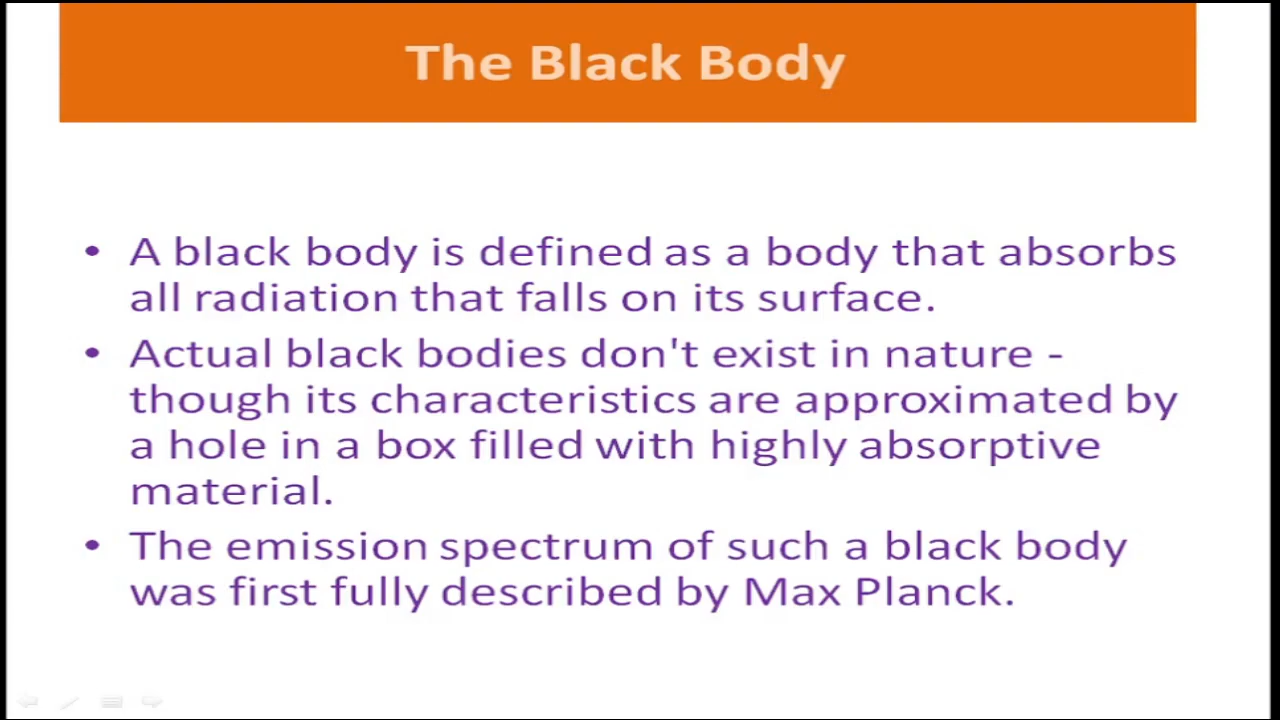 The Black Body
• A black body is defined as a body that absorbs
all radiation that falls on its surface.
• Actual black bodies don't exist in nature -
though its characteristics are approximated by
a hole in a box filled with highly absorptive
material.
• The emission spectrum of such a black body
was first fully described by Max Planck.